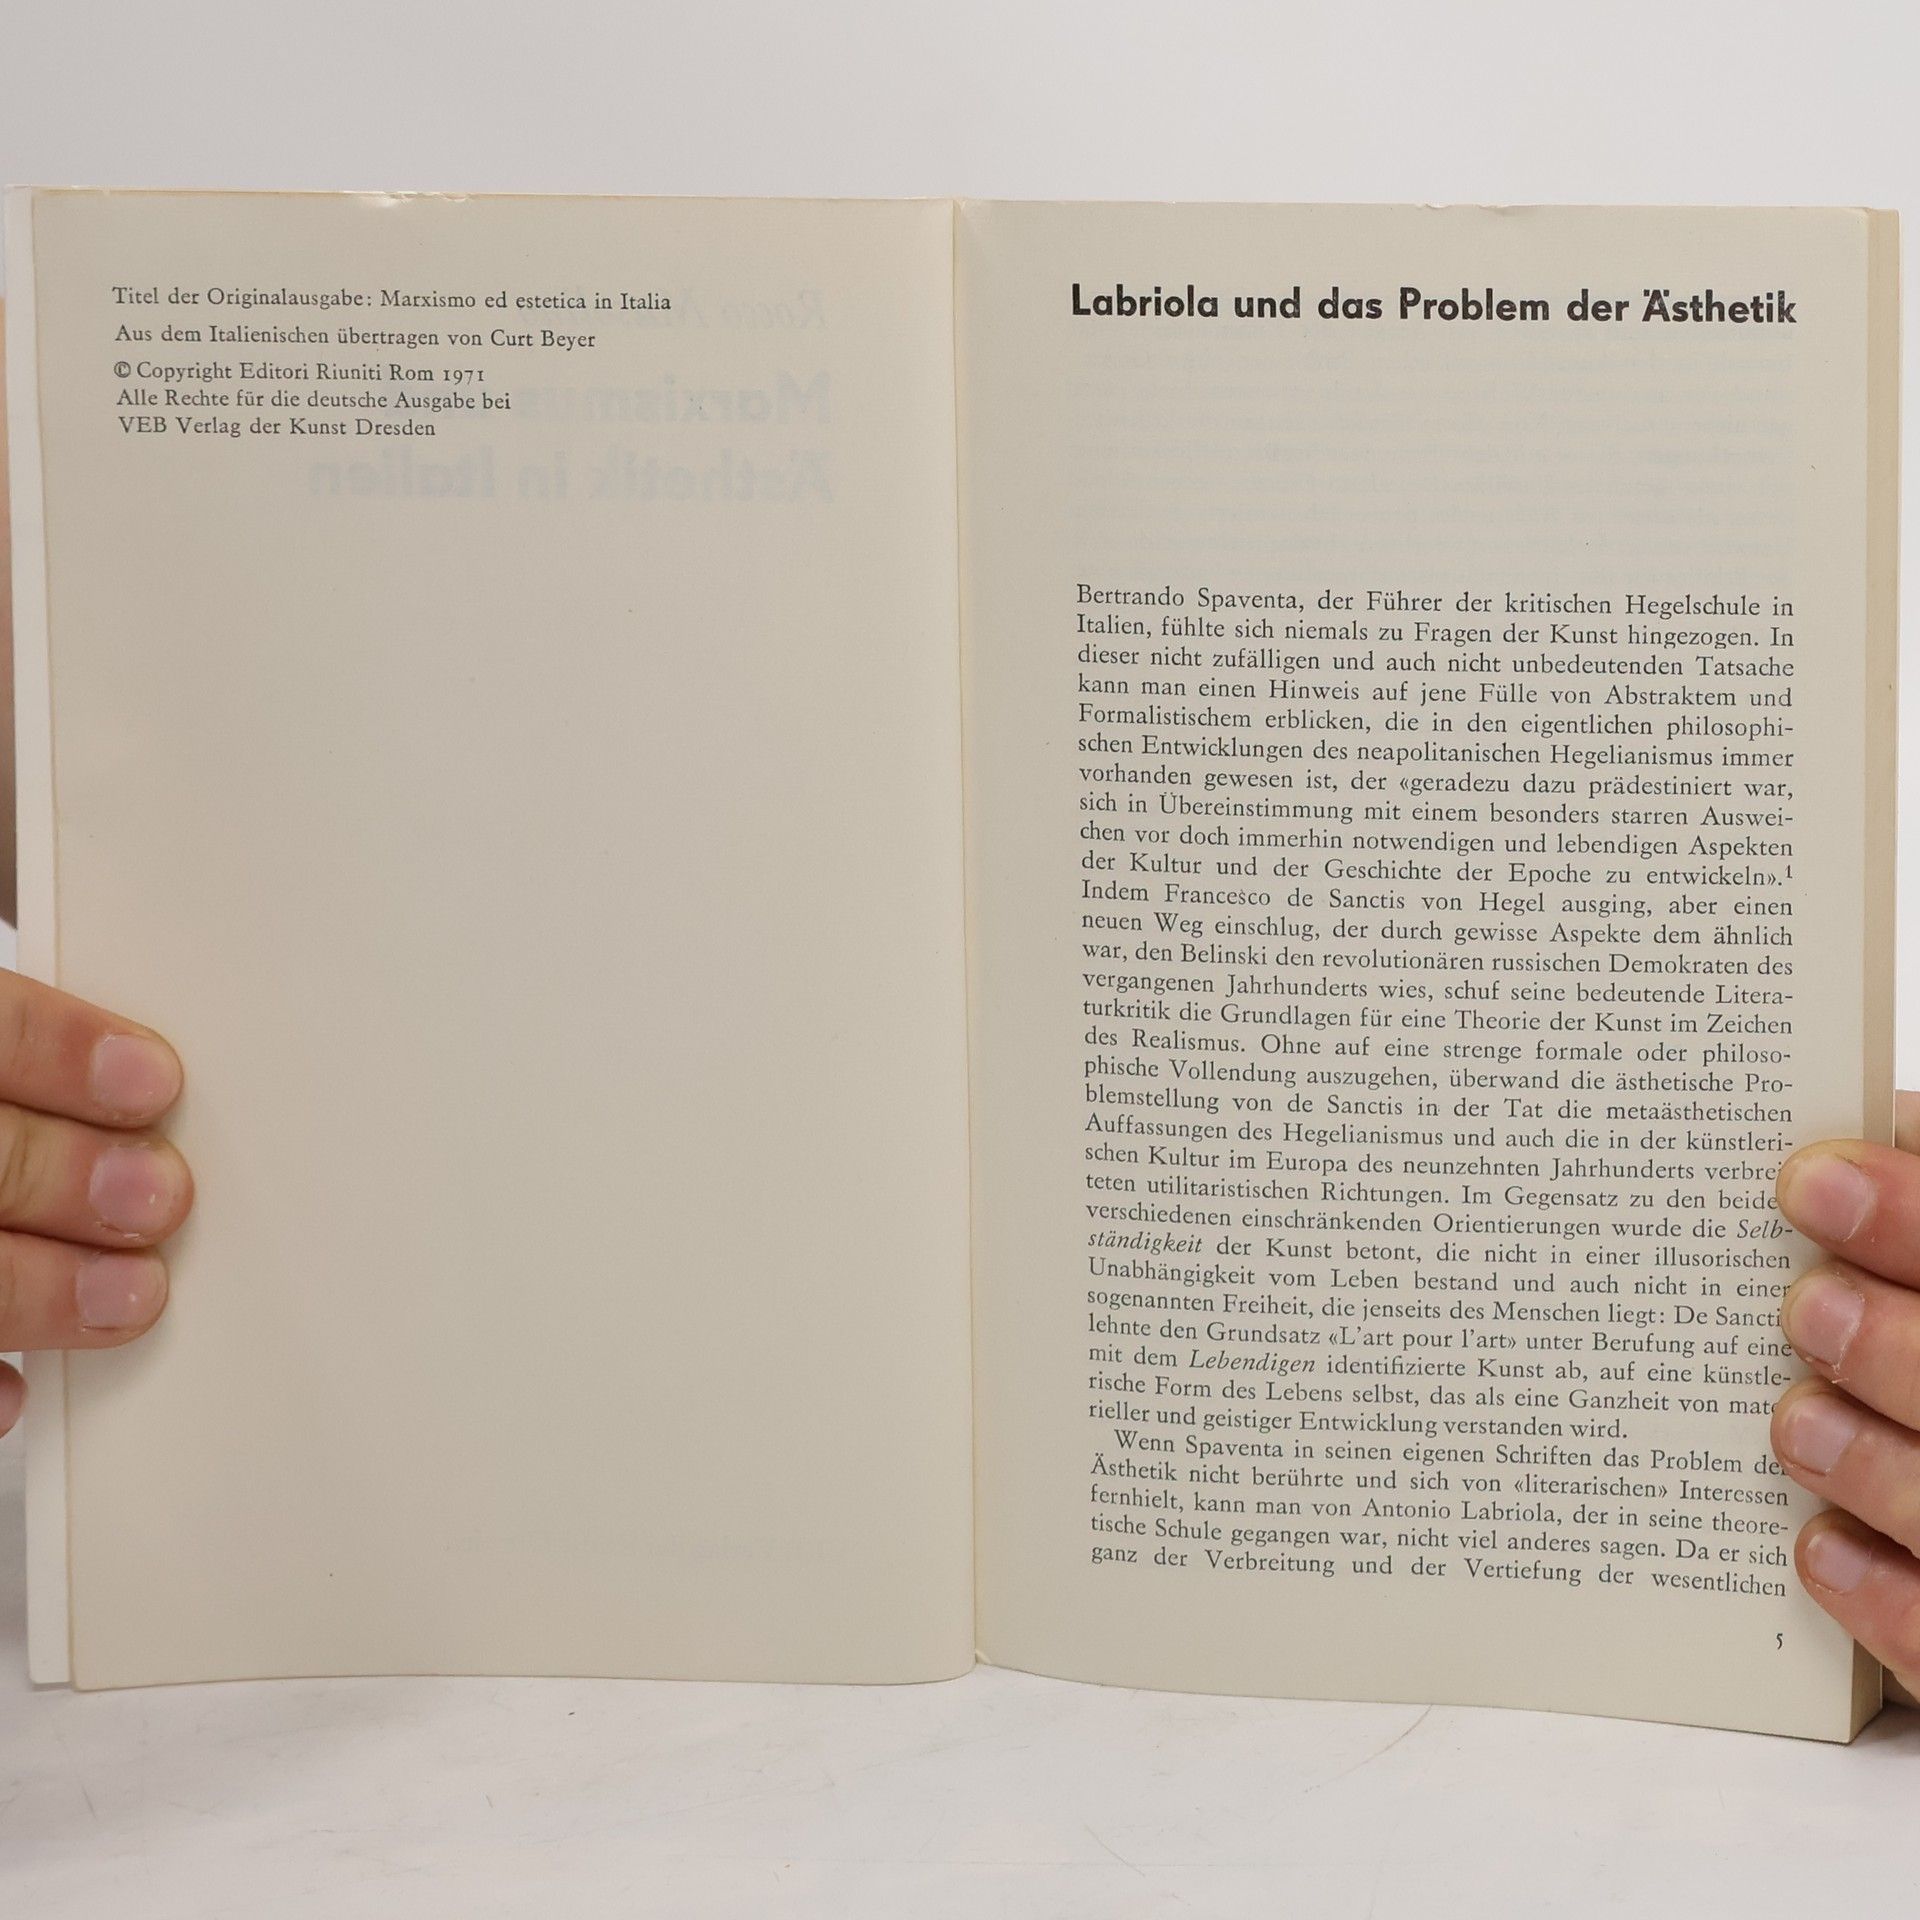 Titel der Originalausgabe: Marxismo ed estetica in Italia
Aus dem Italienischen übertragen von Curt Beyer
© Copyright Editori Riuniti Rom 1971
Alle Rechte für die deutsche Ausgabe bei
VEB Verlag der Kunst Dresden
Labriola und das Problem der Ästhetik
Bertrando Spaventa, der Führer der kritischen Hegelschule in
Italien, fühlte sich niemals zu Fragen der Kunst hingezogen. In
dieser nicht zufälligen und auch nicht unbedeutenden Tatsache
kann man einen Hinweis auf jene Fülle von Abstraktem und
Formalistischem erblicken, die in den eigentlichen philosophi-
schen Entwicklungen des neapolitanischen Hegelianismus immer
vorhanden gewesen ist, der «geradezu dazu prädestiniert war,
sich in Übereinstimmung mit einem besonders starren Auswei-
chen vor doch immerhin notwendigen und lebendigen Aspekten
der Kultur und der Geschichte der Epoche zu entwickeln».¹
Indem Francesco de Sanctis von Hegel ausging, aber einen
neuen Weg einschlug, der durch gewisse Aspekte dem ähnlich
war, den Belinski den revolutionären russischen Demokraten des
vergangenen Jahrhunderts wies, schuf seine bedeutende Litera-
turkritik die Grundlagen für eine Theorie der Kunst im Zeichen
des Realismus. Ohne auf eine strenge formale oder philoso-
phische Vollendung auszugehen, überwand die ästhetische Pro-
blemstellung von de Sanctis in der Tat die metaästhetischen
Auffassungen des Hegelianismus und auch die in der künstleri-
schen Kultur im Europa des neunzehnten Jahrhunderts verbrei
teten utilitaristischen Richtungen. Im Gegensatz zu den beide
verschiedenen einschränkenden Orientierungen wurde die Selb-
ständigkeit der Kunst betont, die nicht in einer illusorischen
Unabhängigkeit vom Leben bestand und auch nicht in einer
sogenannten Freiheit, die jenseits des Menschen liegt: De Sancti
lehnte den Grundsatz «L'art pour l'art» unter Berufung auf eine
mit dem Lebendigen identifizierte Kunst ab, auf eine künstle-
rische Form des Lebens selbst, das als eine Ganzheit von mate
rieller und geistiger Entwicklung verstanden wird.
Wenn Spaventa in seinen eigenen Schriften das Problem de
Ästhetik nicht berührte und sich von «literarischen» Interessen
fernhielt, kann man von Antonio Labriola, der in seine theore-
tische Schule gegangen war, nicht viel anderes sagen. Da er sich
ganz der Verbreitung und der Vertiefung der wesentlichen
5